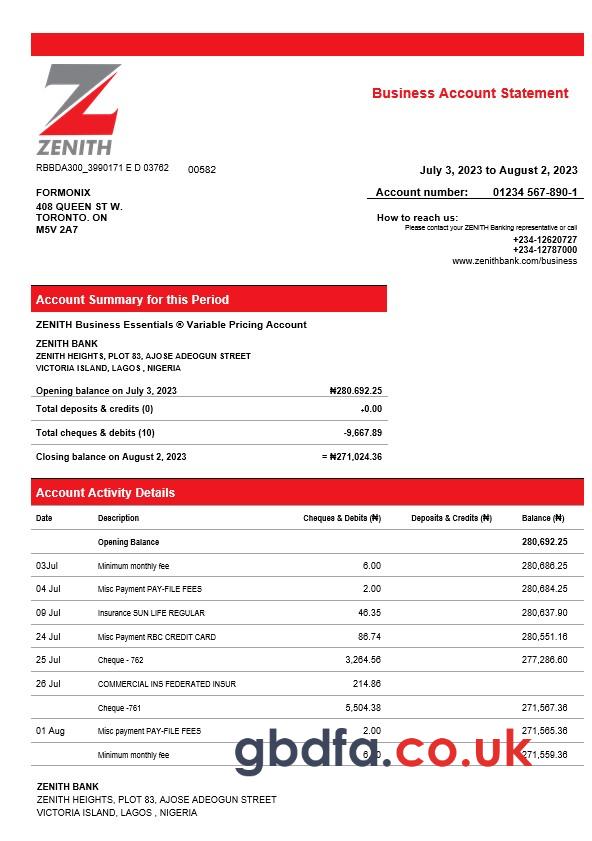 ZENITH
Business Account Statement
RBBDA300_3990171 E D 03762 00582
July 3, 2023 to August 2, 2023
Account number: 01234 567-890-1
FORMONIX
408 QUEEN ST W.
TORONTO. ON
M5V 2A7
How to reach us:
Please contact your ZENITH Banking representative or call
+234-12620727
+234-12787000
www.zenithbank.com/business
Account Summary for this Period
ZENITH Business Essentials ® Variable Pricing Account
ZENITH BANK
ZENITH HEIGHTS, PLOT 83, AJOSE ADEOGUN STREET
VICTORIA ISLAND, LAGOS , NIGERIA
Opening balance on July 3, 2023 ₦280.692.25
Total deposits & credits (0) +0.00
Total cheques & debits (10) -9,667.89
Closing balance on August 2, 2023 = ₦271,024.36
Account Activity Details
Date Description Cheques & Debits (₦) Deposits & Credits (₦) Balance (₦)
Opening Balance 280,692.25
03Jul Minimum monthly fee 6.00 280,686.25
04 Jul Misc Payment PAY-FILE FEES 2.00 280,684.25
09 Jul Insurance SUN LIFE REGULAR 46.35 280,637.90
24 Jul Misc Payment RBC CREDIT CARD 86.74 280,551.16
25 Jul Cheque - 762 3,264.56 277,286.60
26 Jul COMMERCIAL INS FEDERATED INSUR 214.86
Cheque -761 5,504.38 271,567.36
01 Aug Misc payment PAY-FILE FEES 2.00 271,565.36
Minimum monthly fee 271,559.36
gbdfa.co.uk
ZENITH BANK
ZENITH HEIGHTS, PLOT 83, AJOSE ADEOGUN STREET
VICTORIA ISLAND, LAGOS , NIGERIA